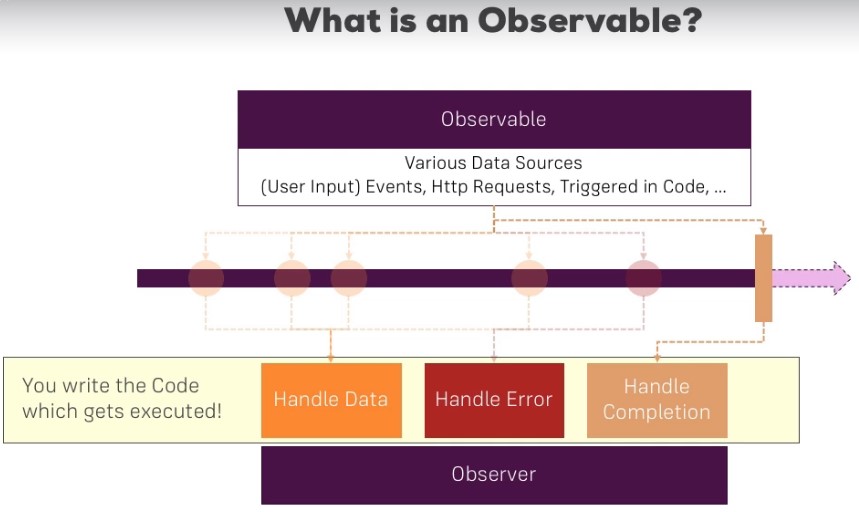 What is an Observable?
Observable
Various Data Sources
(User Input) Events, Http Requests, Triggered in Code, ...
You write the Code
which gets executed!
Handle Data
Handle Error
Handle
Completion
Observer